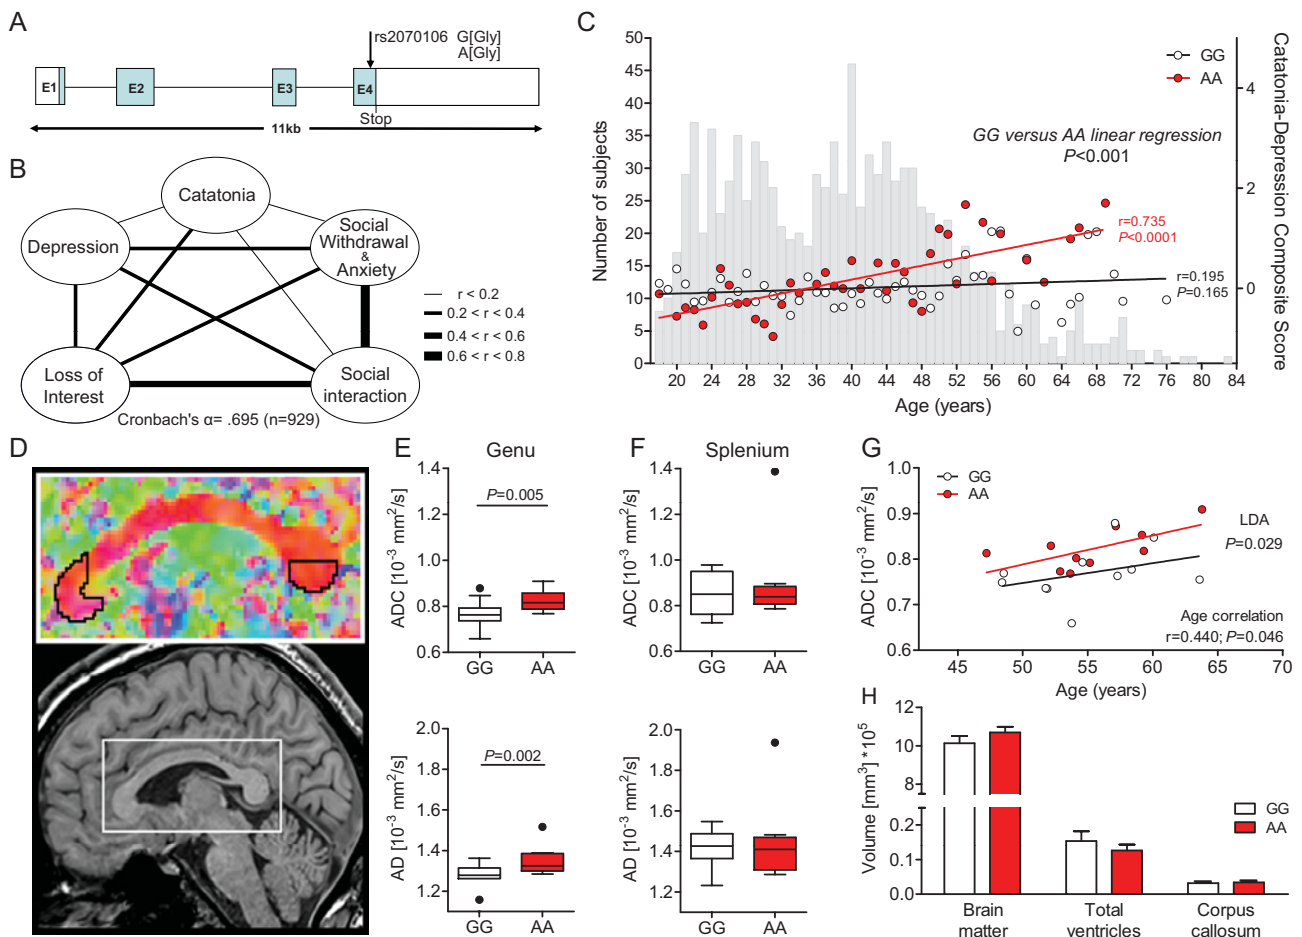 A
rs2070106 G[Gly]
A[Gly]
E1
E2
E3
E4
Stop
11kb
B
Catatonia
Depression
Social
Withdrawal
&
Anxiety
Loss of
Interest
Social
interaction
r < 0.2
0.2 < r < 0.4
0.4 < r < 0.6
0.6 < r < 0.8
Cronbach's α= .695 (n=929)
C
Number of subjects
50
45
40
35
30
25
20
15
10
5
0
GG
AA
GG versus AA linear regression
P<0.001
r=0.735
P<0.0001
r=0.195
P=0.165
4
2
0
Catatonia-Depression Composite Score
20 24 28 32 36 40 44 48 52 56 60 64 68 72 76 80 84
Age (years)
D
E
Genu
ADC [10⁻³ mm²/s]
1.4
1.2
1.0
0.8
0.6
P=0.005
GG AA
AD [10⁻³ mm²/s]
2.0
1.8
1.6
1.4
1.2
P=0.002
GG AA
F
Splenium
ADC [10⁻³ mm²/s]
1.4
1.2
1.0
0.8
0.6
GG AA
AD [10⁻³ mm²/s]
2.0
1.8
1.6
1.4
1.2
GG AA
G
ADC [10⁻³ mm²/s]
1.0
0.9
0.8
0.7
0.6
GG
AA
LDA
P=0.029
Age correlation
r=0.440; P=0.046
45 50 55 60 65 70
Age (years)
H
Volume [mm³] *10⁵
12
10
8
0.2
0.1
0.0
GG
AA
Brain
matter
Total
ventricles
Corpus
callosum